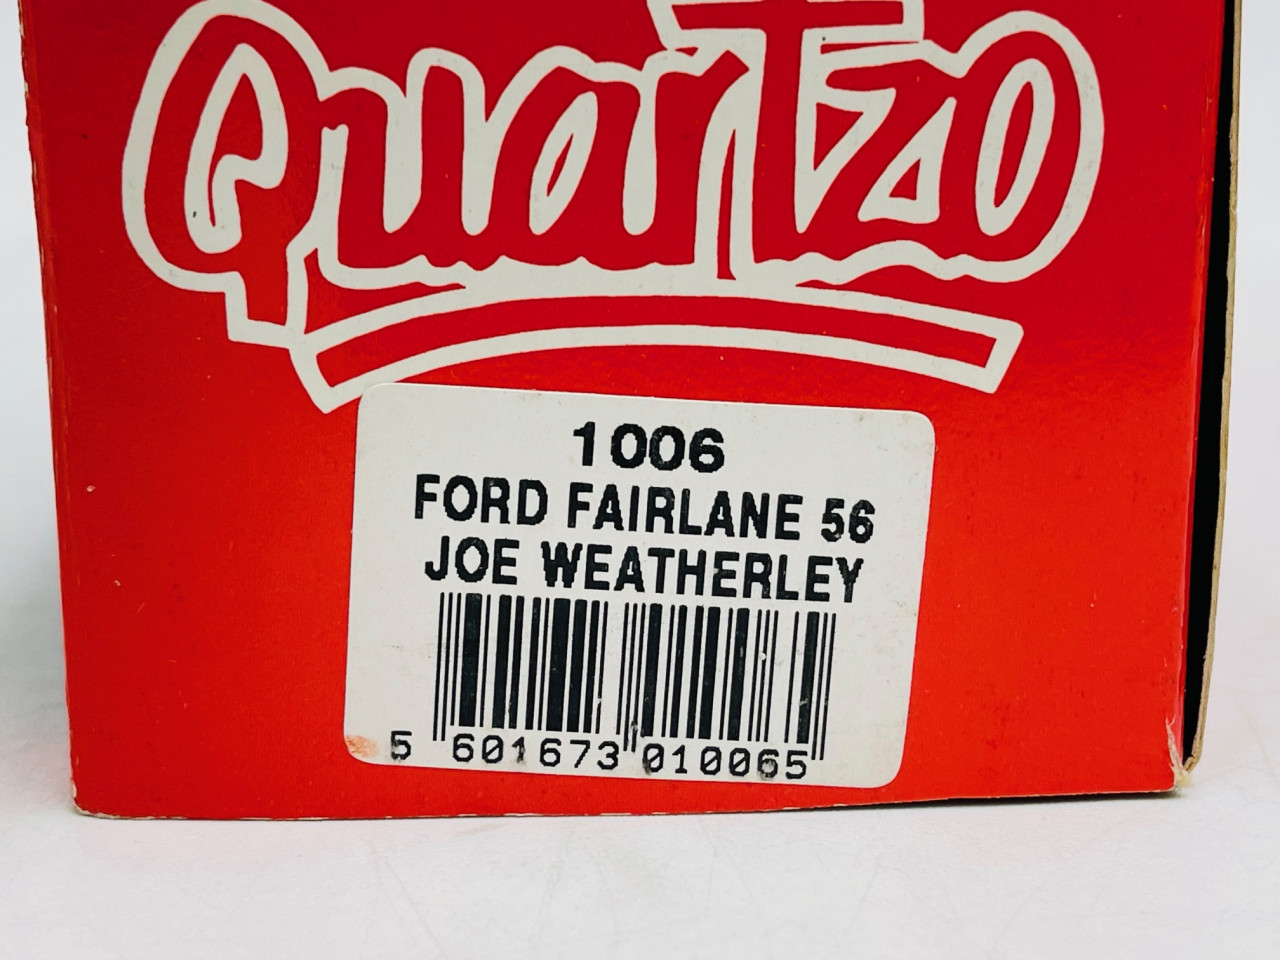 Quartzo
1006
FORD FAIRLANE 56
JOE WEATHERLEY
5 601673 010065